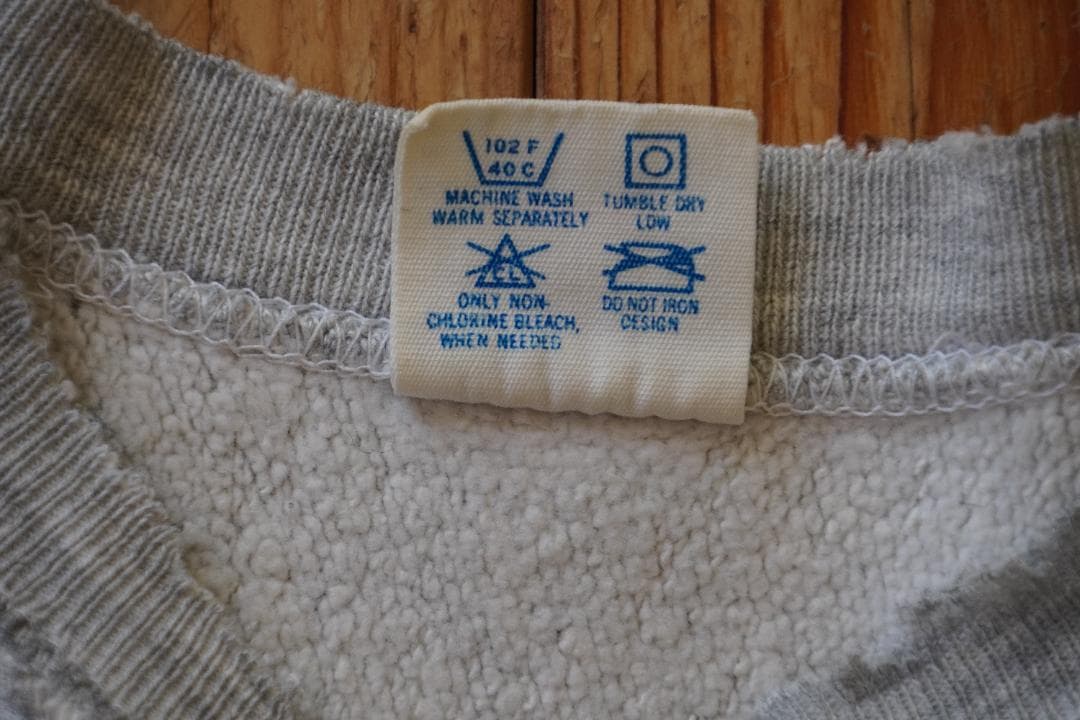 102 F
40 C
MACHINE WASH
WARM SEPARATELY
TUMBLE DRY
LOW
CL
ONLY NON-
CHLORINE BLEACH,
WHEN NEEDED
DO NOT IRON
DESIGN